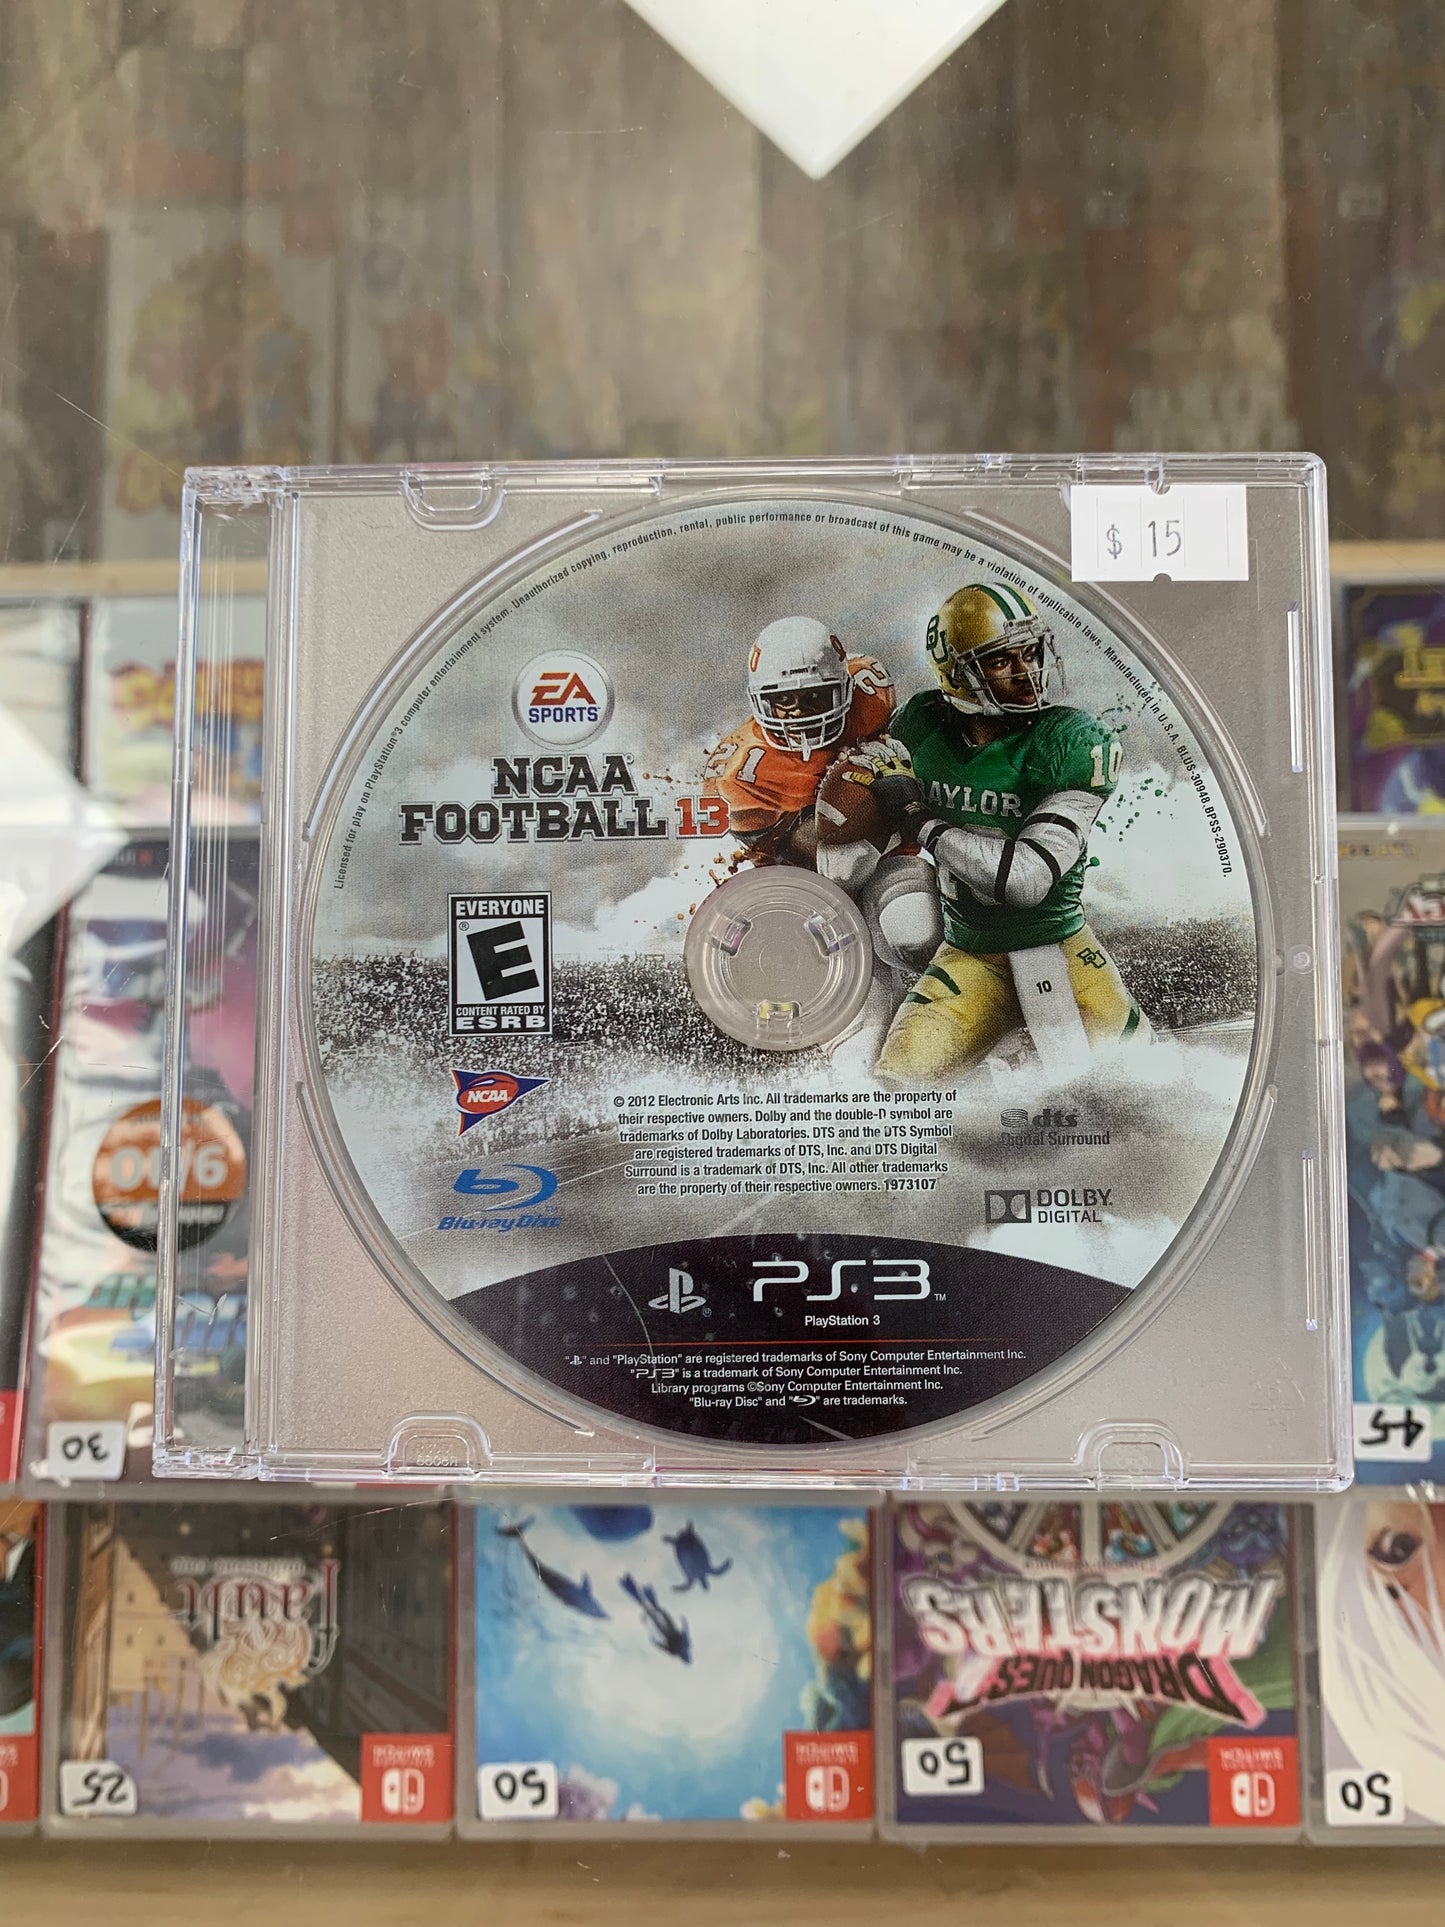 $ 15
Licensed for play on PlayStation®3 computer entertainment system. Unauthorized copying, reproduction, rental, public performance or broadcast of this game may be a violation of applicable laws. Manufactured in U.S.A. BLUS-30948.BPSS-290370.
EA
SPORTS
NCAA
FOOTBALL 13
21
BU
BAYLOR
10
10
BU
EVERYONE
E
CONTENT RATED BY
ESRB
NCAA
© 2012 Electronic Arts Inc. All trademarks are the property of
their respective owners. Dolby and the double-D symbol are
trademarks of Dolby Laboratories. DTS and the DTS Symbol
are registered trademarks of DTS, Inc. and DTS Digital
Surround is a trademark of DTS, Inc. All other trademarks
are the property of their respective owners. 1973107
dts
Digital Surround
Blu-ray Disc
DOLBY
DIGITAL
PS3™
PlayStation 3
" " and "PlayStation" are registered trademarks of Sony Computer Entertainment Inc.
"PS3" is a trademark of Sony Computer Entertainment Inc.
Library programs ©Sony Computer Entertainment Inc.
"Blu-ray Disc" and " " are trademarks.
30
45
MONSTERS
DRAGON QUEST
25
50
50
50